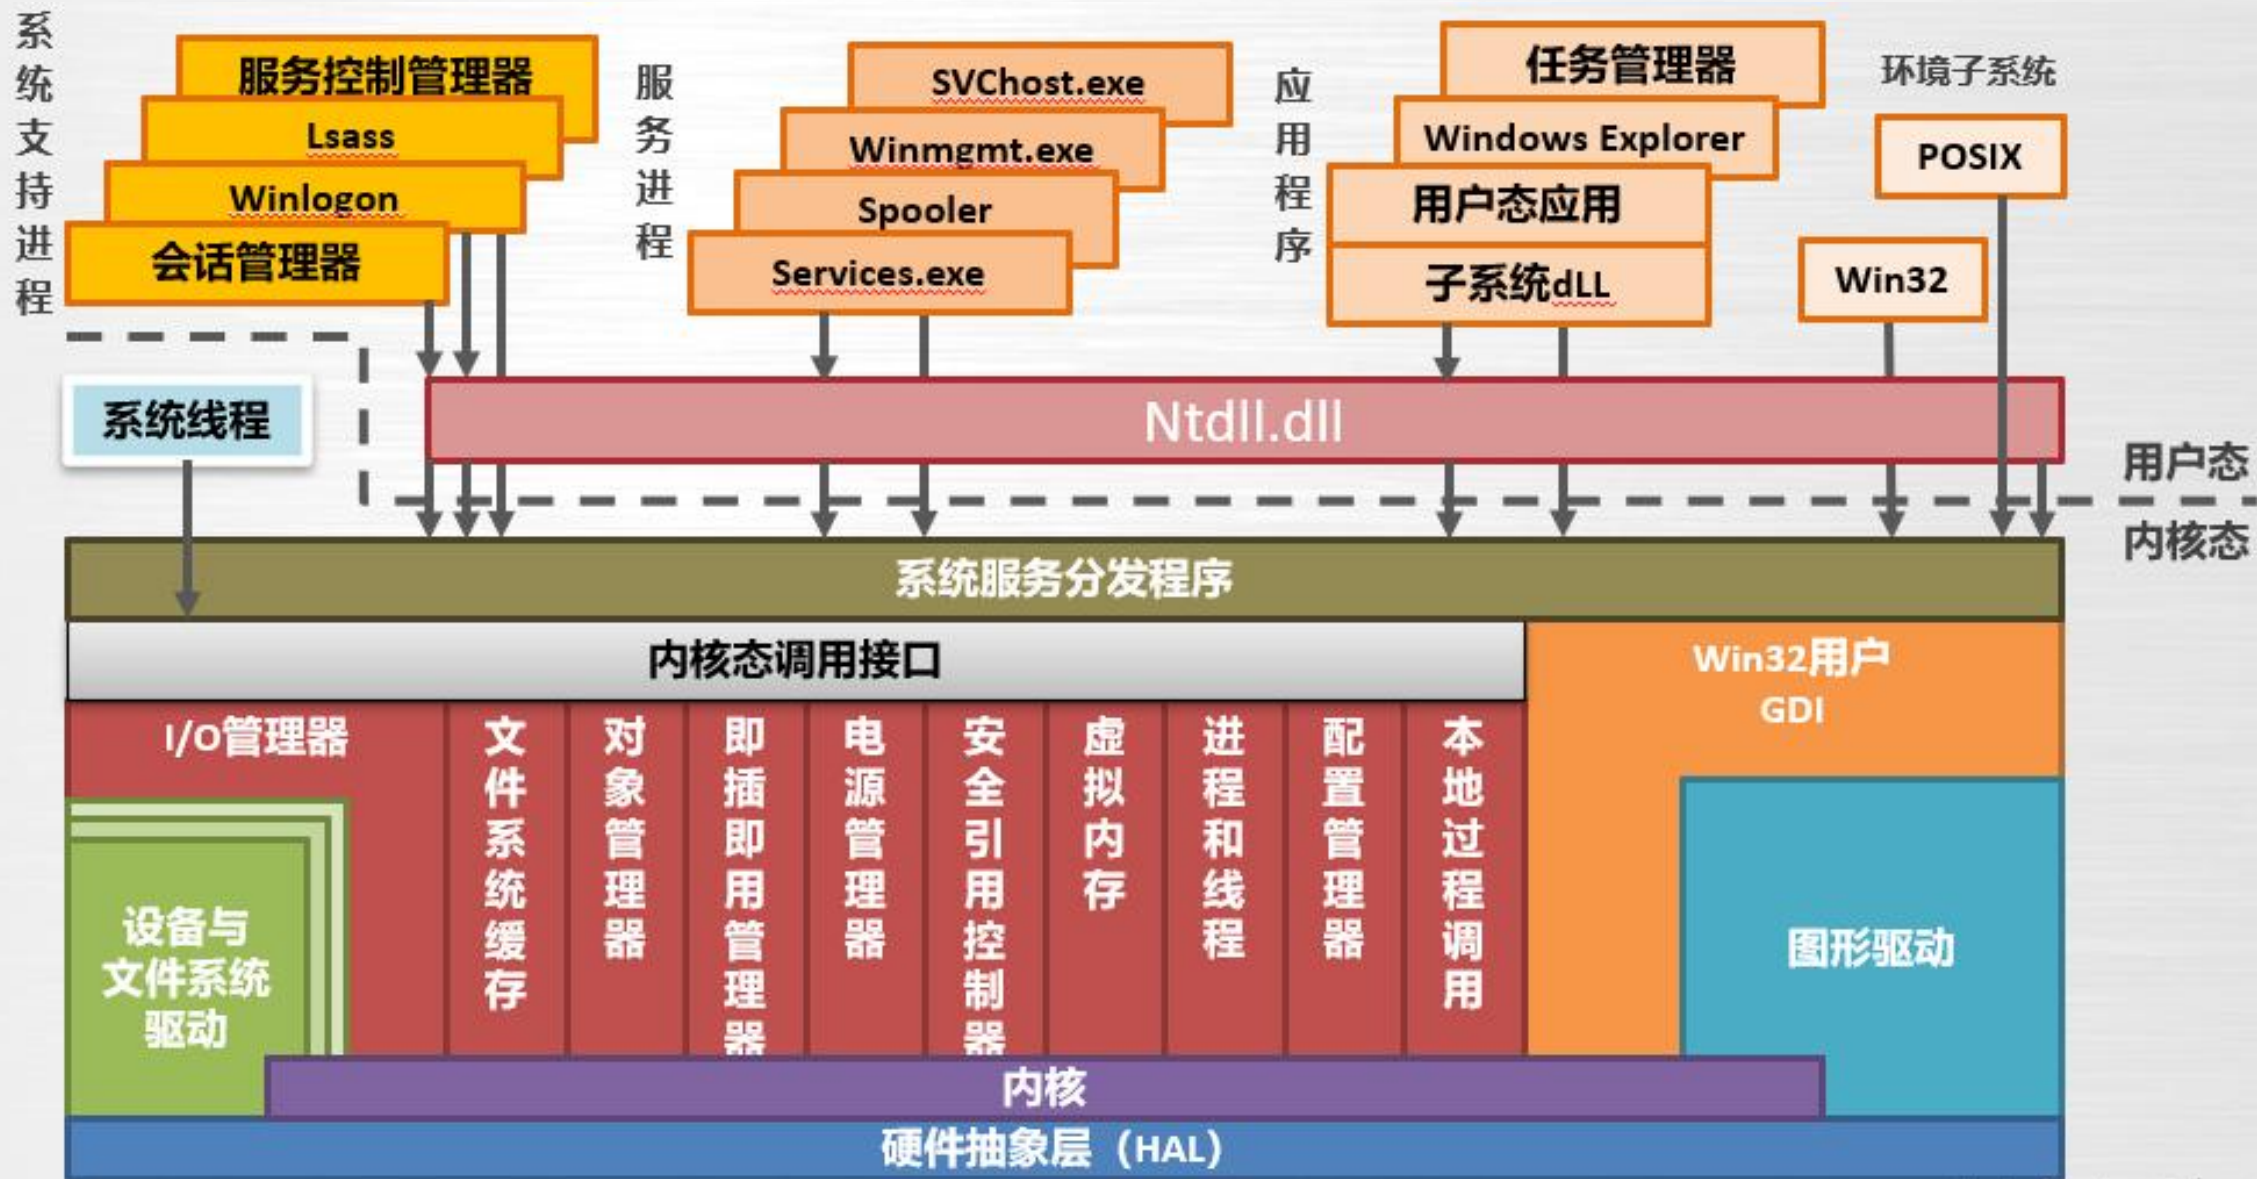 系统支持进程
服务控制管理器
Lsass
Winlogon
会话管理器
服务进程
SVChost.exe
Winmgmt.exe
Spooler
Services.exe
应用程序
任务管理器
Windows Explorer
用户态应用
子系统dLL
环境子系统
POSIX
Win32
系统线程
Ntdll.dll
用户态
内核态
系统服务分发程序
内核态调用接口
Win32用户
GDI
I/O管理器
文件系统缓存
对象管理器
即插即用管理器
电源管理器
安全引用控制器
虚拟内存
进程和线程
配置管理器
本地过程调用
设备与
文件系统
驱动
图形驱动
内核
硬件抽象层（HAL）